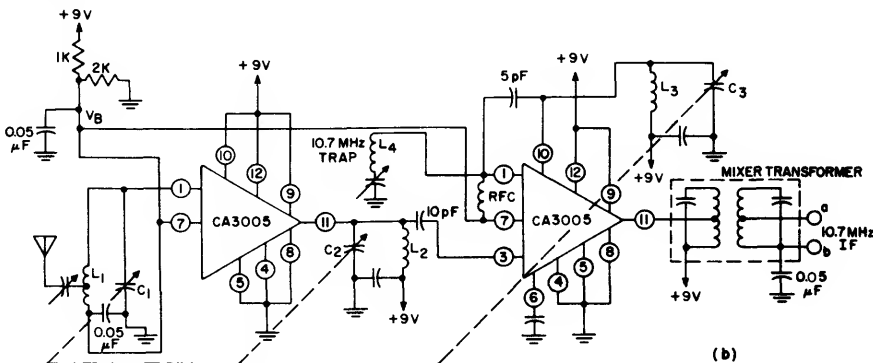 +9V
1K
2K
V_B
0.05
μF
+9V
10
12
9
1
7
CA3005
11
5
4
8
L1
C1
0.05
μF
10.7 MHz
TRAP
L4
10pF
C2
L2
+9V
5pF
+9V
L3
C3
+9V
1
RFC
7
3
10
12
9
CA3005
11
6
4
5
8
MIXER TRANSFORMER
a
10.7MHz
IF
b
+9V
0.05
μF
(b)